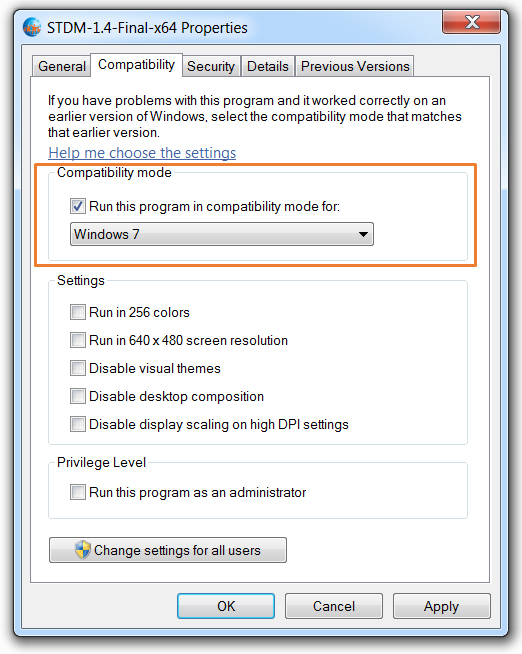 STDM-1.4-Final-x64 Properties
General Compatibility Security Details Previous Versions
If you have problems with this program and it worked correctly on an
earlier version of Windows, select the compatibility mode that matches
that earlier version.
Help me choose the settings
Compatibility mode
Run this program in compatibility mode for:
Windows 7
Settings
Run in 256 colors
Run in 640 x 480 screen resolution
Disable visual themes
Disable desktop composition
Disable display scaling on high DPI settings
Privilege Level
Run this program as an administrator
Change settings for all users
OK Cancel Apply